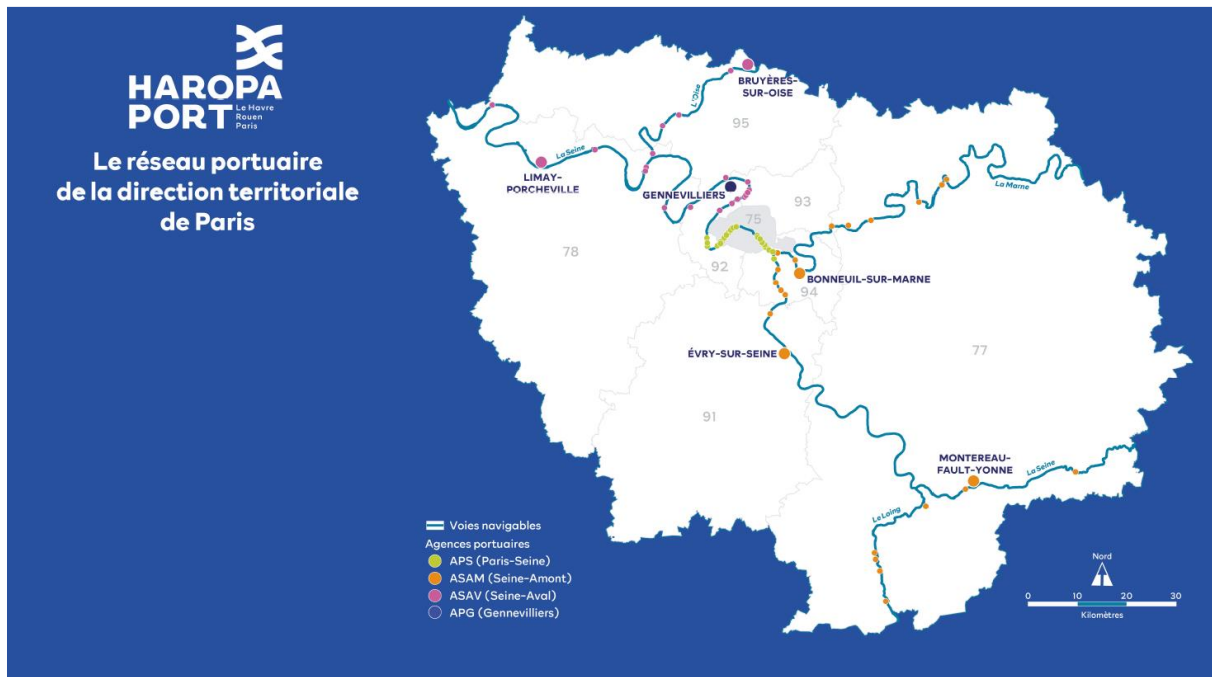 HAROPA
PORT
Le Havre
Rouen
Paris
Le réseau portuaire
de la direction territoriale
de Paris
BRUYÈRES-
SUR-OISE
L'Oise
95
La Seine
LIMAY-
PORCHEVILLE
GENNEVILLIERS
La Marne
93
75
78
92
BONNEUIL-SUR-MARNE
94
ÉVRY-SUR-SEINE
77
91
MONTEREAU-
FAULT-YONNE
La Seine
Le Loing
Voies navigables
Agences portuaires
APS (Paris-Seine)
ASAM (Seine-Amont)
ASAV (Seine-Aval)
APG (Gennevilliers)
Nord
0 10 20 30
Kilomètres